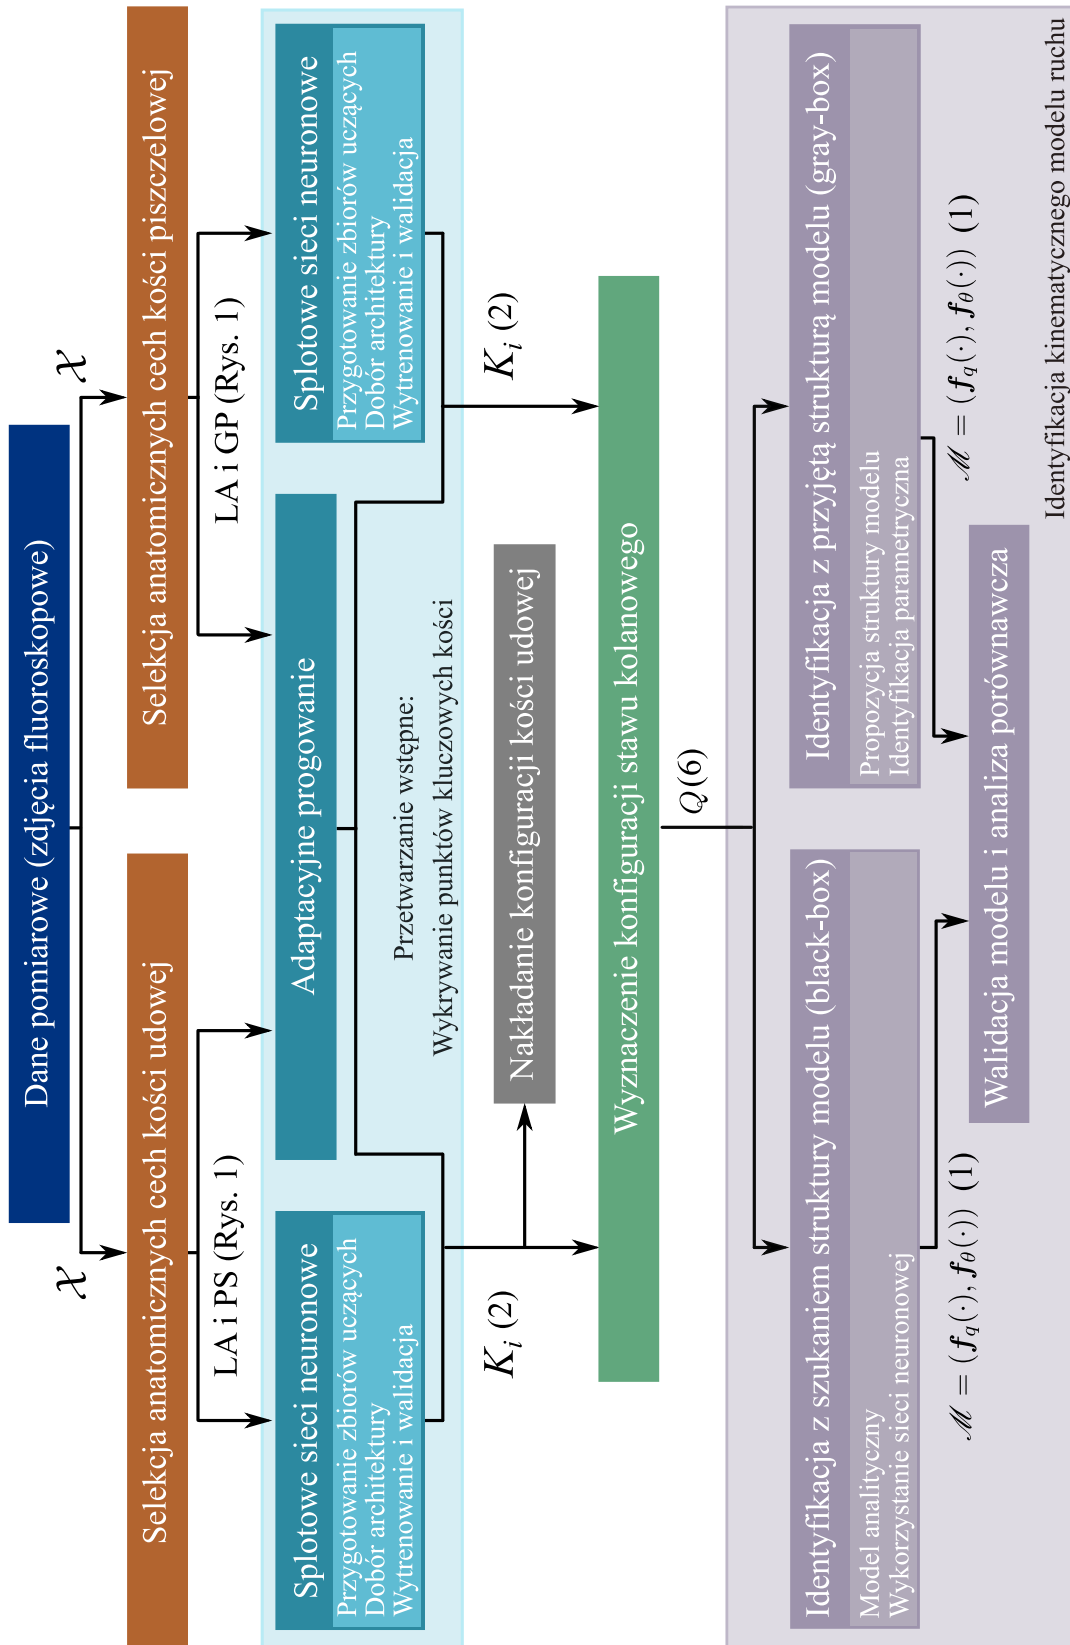 Dane pomiarowe (zdjęcia fluoroskopowe)
𝒳
𝒳
Selekcja anatomicznych cech kości udowej
Selekcja anatomicznych cech kości piszczelowej
LA i PS (Rys. 1)
LA i GP (Rys. 1)
Splotowe sieci neuronowe
Przygotowanie zbiorów uczących
Dobór architektury
Wytrenowanie i walidacja
Adaptacyjne progowanie
Splotowe sieci neuronowe
Przygotowanie zbiorów uczących
Dobór architektury
Wytrenowanie i walidacja
Przetwarzanie wstępne:
Wykrywanie punktów kluczowych kości
K_i (2)
K_i (2)
Nakładanie konfiguracji kości udowej
Wyznaczenie konfiguracji stawu kolanowego
Q(6)
Identyfikacja z szukaniem struktury modelu (black-box)
Model analityczny
Wykorzystanie sieci neuronowej
Identyfikacja z przyjętą strukturą modelu (gray-box)
Propozycja struktury modelu
Identyfikacja parametryczna
ℳ = (f_q(·), f_θ(·)) (1)
ℳ = (f_q(·), f_θ(·)) (1)
Walidacja modelu i analiza porównawcza
Identyfikacja kinematycznego modelu ruchu